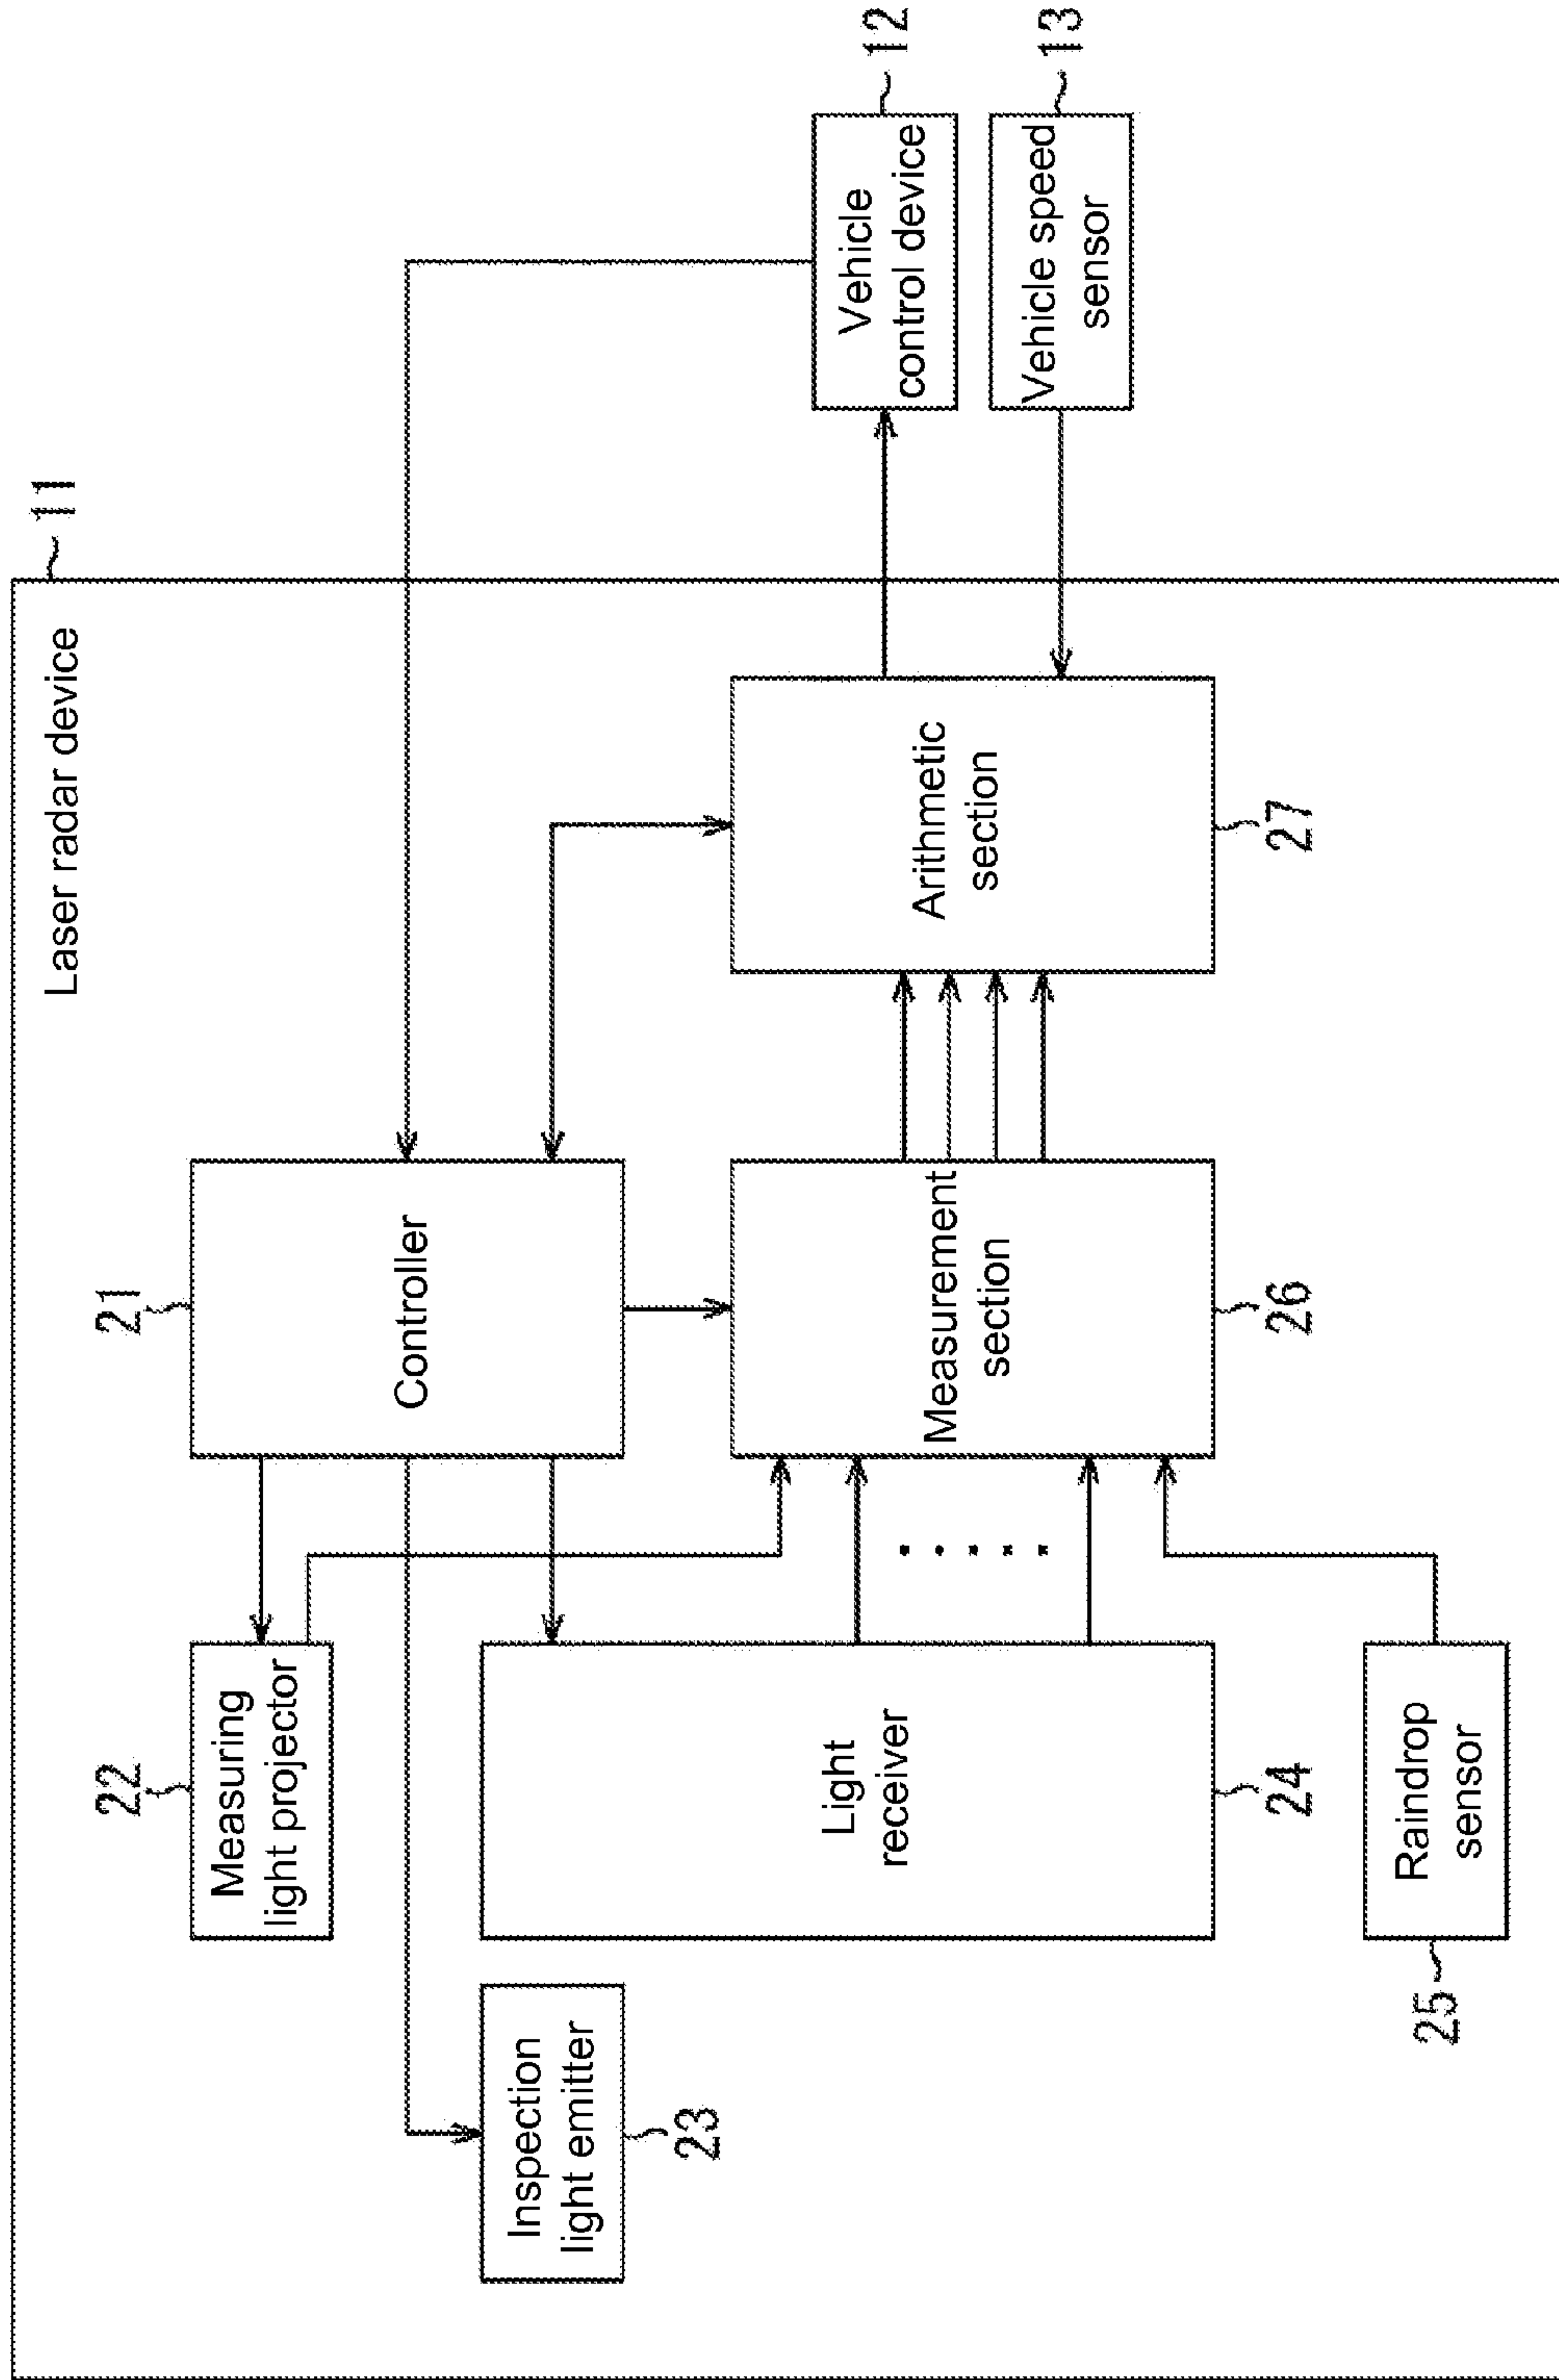 Laser radar device
11
22
Measuring
light projector
21
Controller
Inspection
light emitter
23
Light
receiver
24
Measurement
section
26
Arithmetic
section
27
Vehicle
control device
12
Vehicle speed
sensor
13
Raindrop
sensor
25